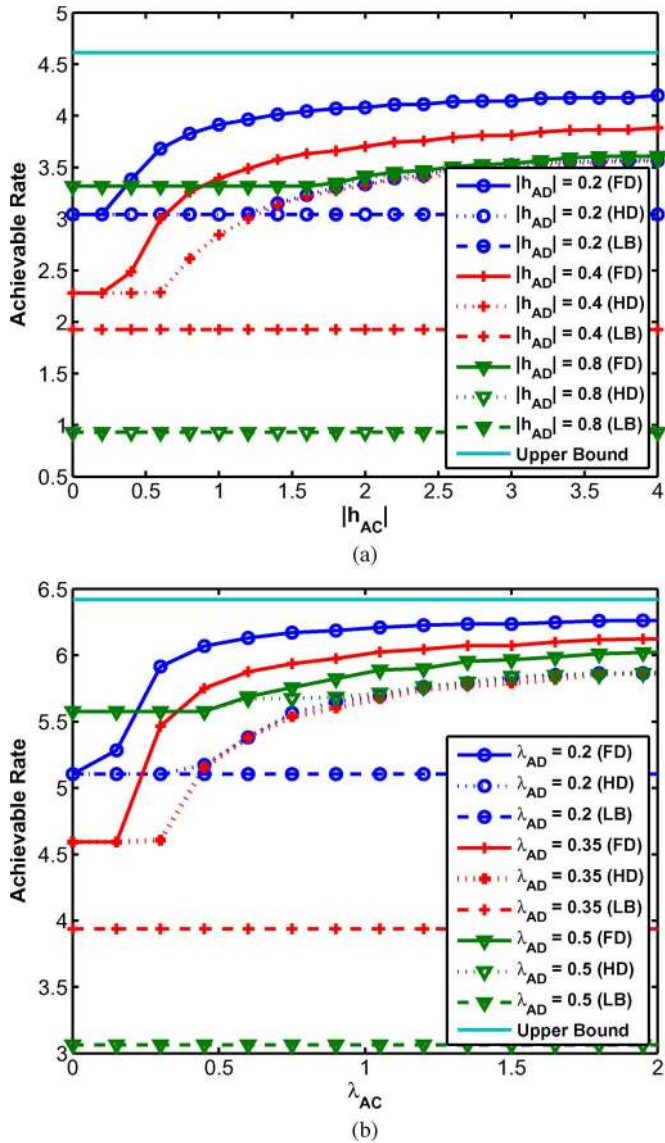 5
4.5
4
3.5
3
2.5
2
1.5
1
0.5
Achievable Rate
|h_AD| = 0.2 (FD)
|h_AD| = 0.2 (HD)
|h_AD| = 0.2 (LB)
|h_AD| = 0.4 (FD)
|h_AD| = 0.4 (HD)
|h_AD| = 0.4 (LB)
|h_AD| = 0.8 (FD)
|h_AD| = 0.8 (HD)
|h_AD| = 0.8 (LB)
Upper Bound
0 0.5 1 1.5 2 2.5 3 3.5 4
|h_AC|
(a)
6.5
6
5.5
5
4.5
4
3.5
3
Achievable Rate
λ_AD = 0.2 (FD)
λ_AD = 0.2 (HD)
λ_AD = 0.2 (LB)
λ_AD = 0.35 (FD)
λ_AD = 0.35 (HD)
λ_AD = 0.35 (LB)
λ_AD = 0.5 (FD)
λ_AD = 0.5 (HD)
λ_AD = 0.5 (LB)
Upper Bound
0 0.5 1 1.5 2
λ_AC
(b)